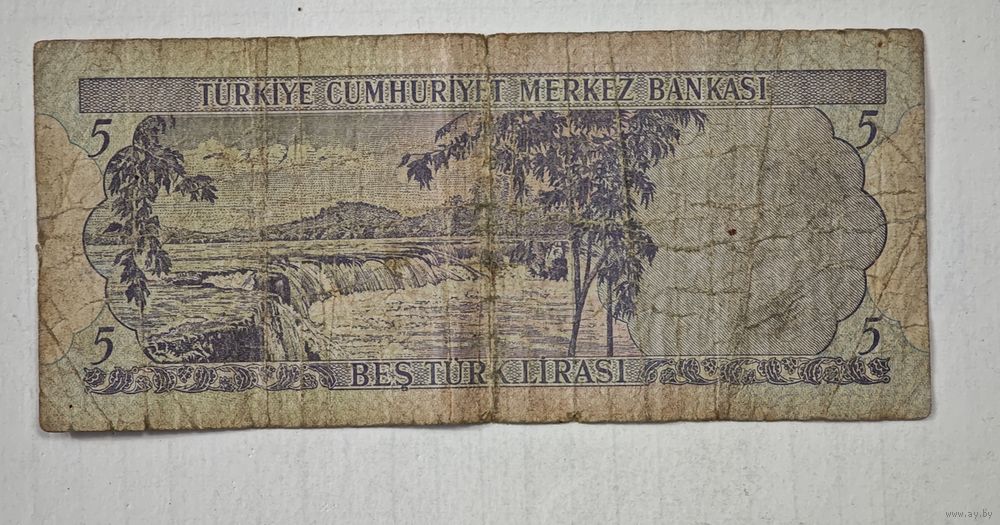 TÜRKİYE CUMHURİYET MERKEZ BANKASI
5 5
5 5
BEŞ TÜRK LİRASI
www.ay.by